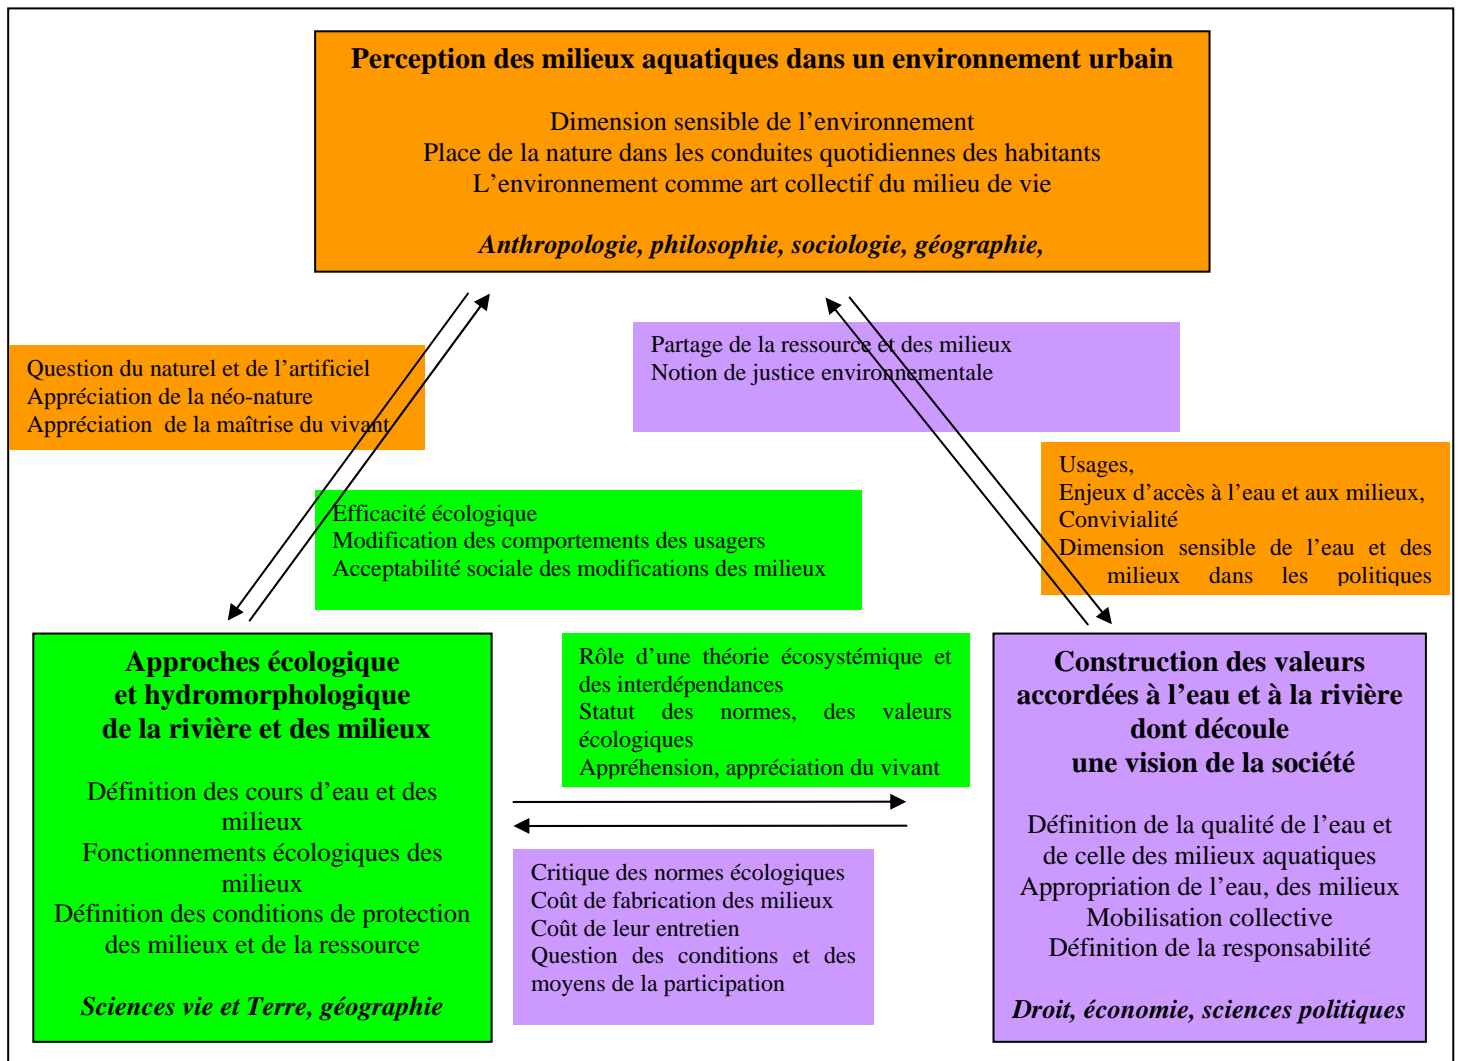 Perception des milieux aquatiques dans un environnement urbain
Dimension sensible de l’environnement
Place de la nature dans les conduites quotidiennes des habitants
L’environnement comme art collectif du milieu de vie
Anthropologie, philosophie, sociologie, géographie,
Question du naturel et de l’artificiel
Appréciation de la néo-nature
Appréciation de la maîtrise du vivant
Partage de la ressource et des milieux
Notion de justice environnementale
Usages,
Enjeux d’accès à l’eau et aux milieux,
Convivialité
Dimension sensible de l’eau et des
milieux dans les politiques
Efficacité écologique
Modification des comportements des usagers
Acceptabilité sociale des modifications des milieux
Approches écologique
et hydromorphologique
de la rivière et des milieux
Définition des cours d’eau et des
milieux
Fonctionnements écologiques des
milieux
Définition des conditions de protection
des milieux et de la ressource
Sciences vie et Terre, géographie
Rôle d’une théorie écosystémique et
des interdépendances
Statut des normes, des valeurs
écologiques
Appréhension, appréciation du vivant
Critique des normes écologiques
Coût de fabrication des milieux
Coût de leur entretien
Question des conditions et des
moyens de la participation
Construction des valeurs
accordées à l’eau et à la rivière
dont découle
une vision de la société
Définition de la qualité de l’eau et
de celle des milieux aquatiques
Appropriation de l’eau, des milieux
Mobilisation collective
Définition de la responsabilité
Droit, économie, sciences politiques